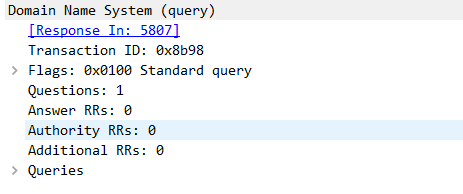 Domain Name System (query)
[Response In: 5807]
Transaction ID: 0x8b98
Flags: 0x0100 Standard query
Questions: 1
Answer RRs: 0
Authority RRs: 0
Additional RRs: 0
Queries